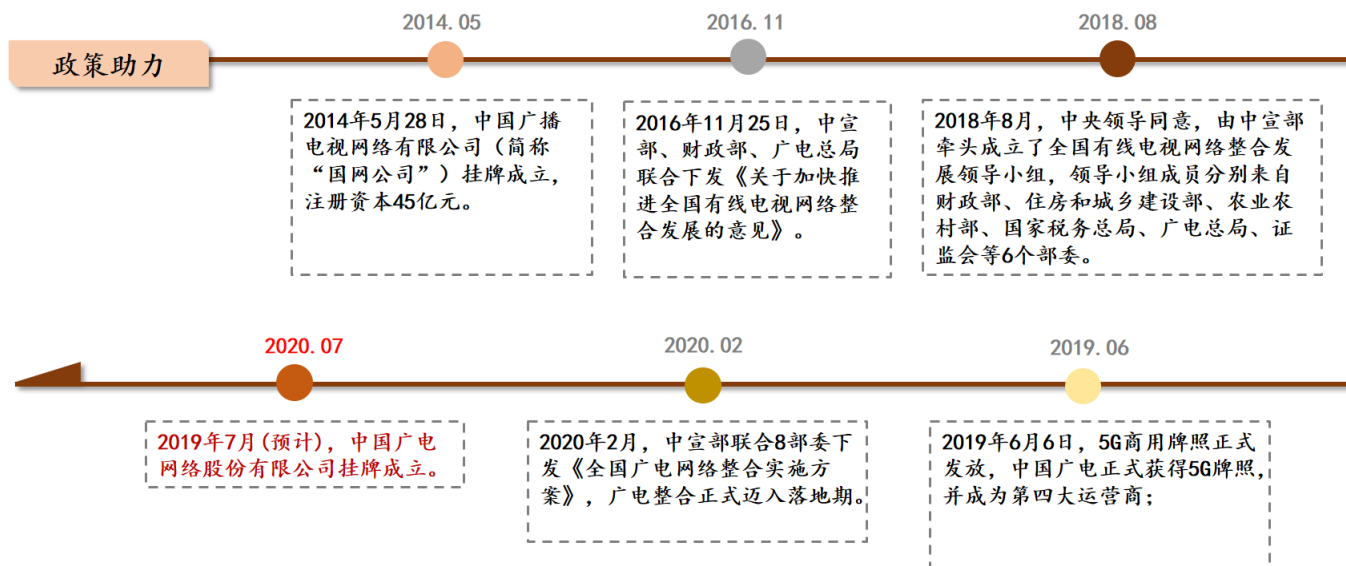 政策助力
2014.05
2014年5月28日，中国广播
电视网络有限公司（简称
“国网公司”）挂牌成立，
注册资本45亿元。
2016.11
2016年11月25日，中宣
部、财政部、广电总局
联合下发《关于加快推
进全国有线电视网络整
合发展的意见》。
2018.08
2018年8月，中央领导同意，由中宣部
牵头成立了全国有线电视网络整合发
展领导小组，领导小组成员分别来自
财政部、住房和城乡建设部、农业农
村部、国家税务总局、广电总局、证
监会等6个部委。
2019.06
2019年6月6日，5G商用牌照正式
发放，中国广电正式获得5G牌照，
并成为第四大运营商；
2020.02
2020年2月，中宣部联合8部委下
发《全国广电网络整合实施方
案》，广电整合正式迈入落地期。
2020.07
2019年7月(预计)，中国广电
网络股份有限公司挂牌成立。